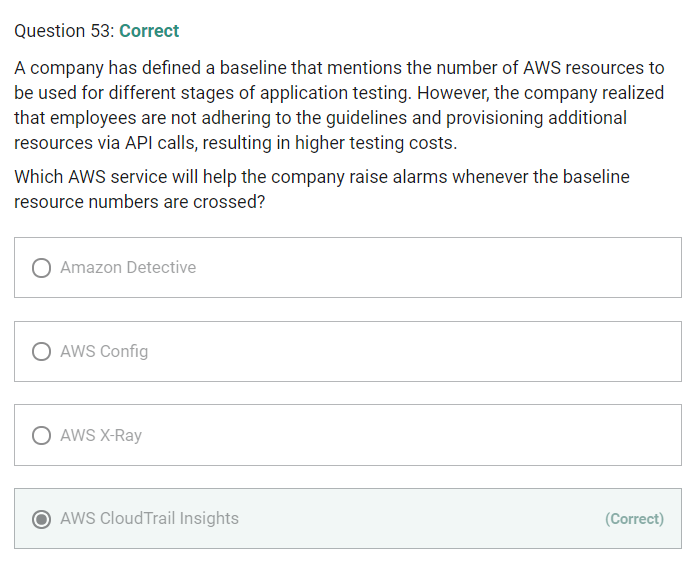 Question 53: Correct
A company has defined a baseline that mentions the number of AWS resources to
be used for different stages of application testing. However, the company realized
that employees are not adhering to the guidelines and provisioning additional
resources via API calls, resulting in higher testing costs.
Which AWS service will help the company raise alarms whenever the baseline
resource numbers are crossed?
Amazon Detective
AWS Config
AWS X-Ray
AWS CloudTrail Insights (Correct)